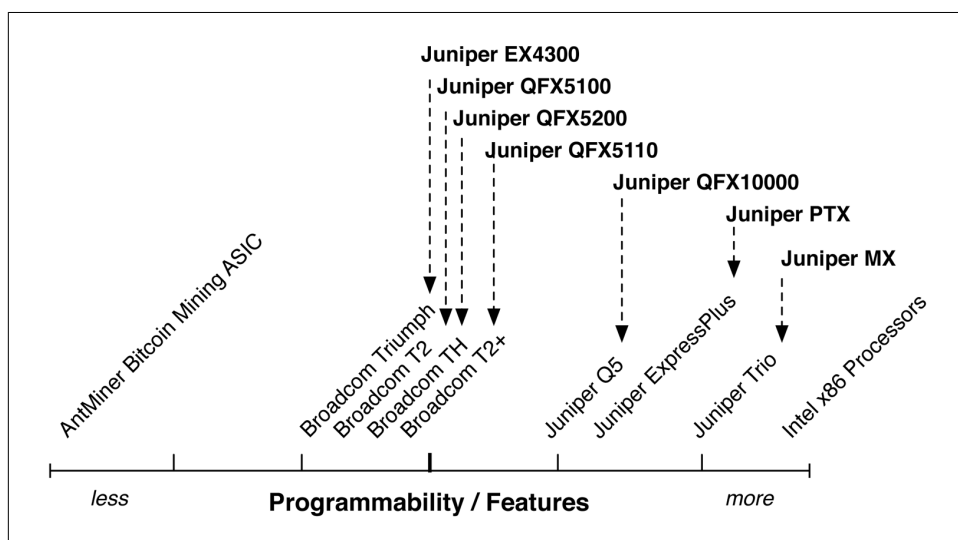 Juniper EX4300
Juniper QFX5100
Juniper QFX5200
Juniper QFX5110
Juniper QFX10000
Juniper PTX
Juniper MX
AntMiner Bitcoin Mining ASIC
Broadcom Triumph
Broadcom T2
Broadcom TH
Broadcom T2+
Juniper Q5
Juniper ExpressPlus
Juniper Trio
Intel x86 Processors
less
Programmability / Features
more